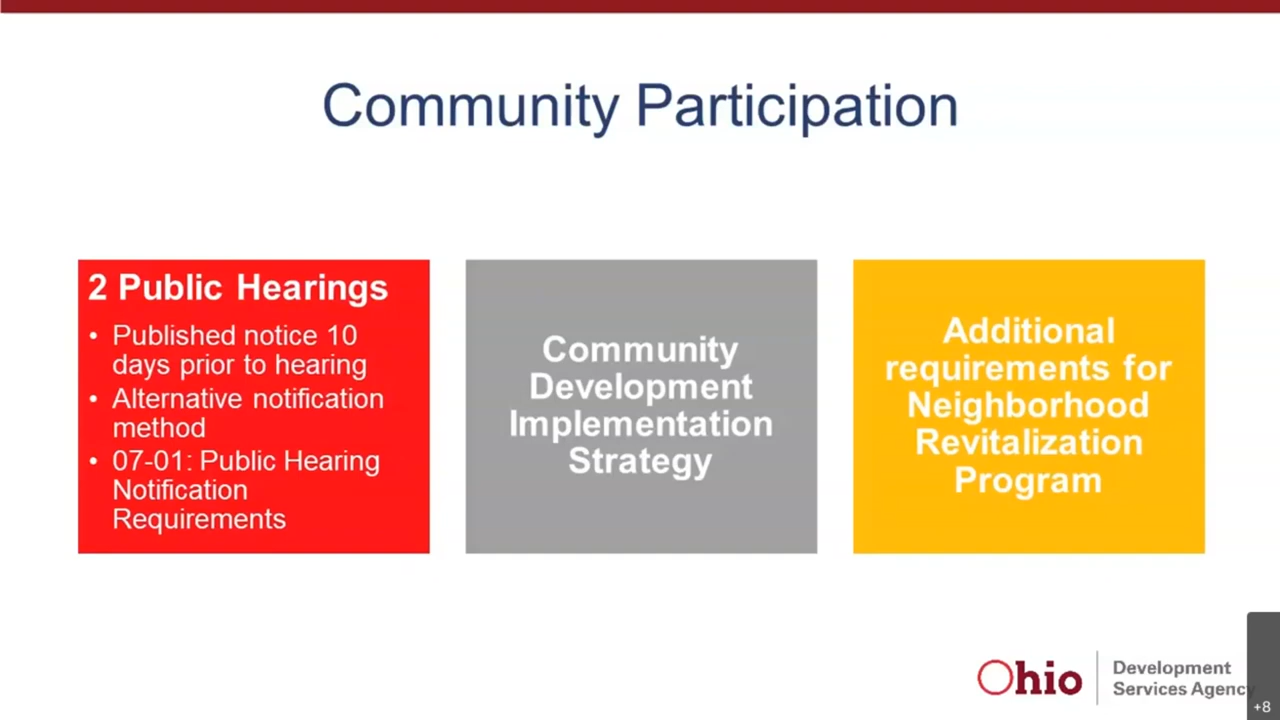 Community Participation
2 Public Hearings
• Published notice 10
days prior to hearing
• Alternative notification
method
• 07-01: Public Hearing
Notification
Requirements
Community
Development
Implementation
Strategy
Additional
requirements for
Neighborhood
Revitalization
Program
Ohio
Development
Services Agency
+8